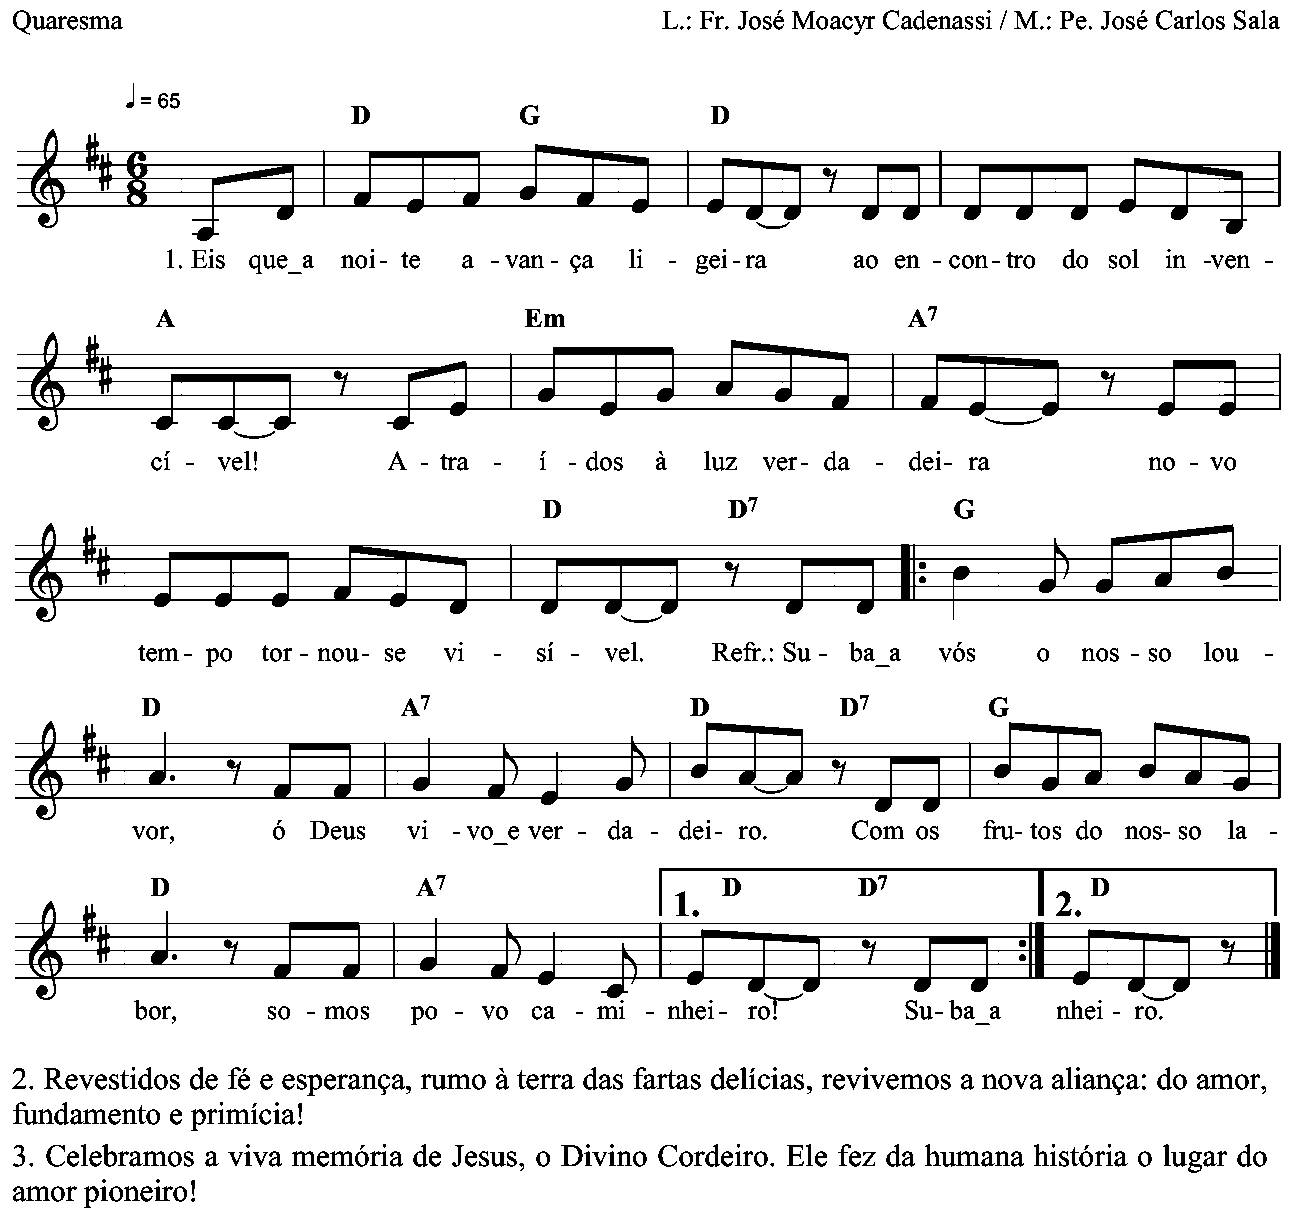 Quaresma L.: Fr. José Moacyr Cadenassi / M.: Pe. José Carlos Sala
♩ = 65
D G D
6
8
1. Eis que_a noi - te a - van - ça li - gei - ra ao en - con - tro do sol in - ven -
A Em A7
cí - vel! A - tra - í - dos à luz ver - da - dei - ra no - vo
D D7 G
tem - po tor - nou - se vi - sí - vel. Refr.: Su - ba_a vós o nos - so lou -
D A7 D D7 G
vor, ó Deus vi - vo_e ver - da - dei - ro. Com os fru - tos do nos - so la -
D A7 1. D D7 2. D
bor, so - mos po - vo ca - mi - nhei - ro! Su - ba_a nhei - ro.
2. Revestidos de fé e esperança, rumo à terra das fartas delícias, revivemos a nova aliança: do amor,
fundamento e primícia!
3. Celebramos a viva memória de Jesus, o Divino Cordeiro. Ele fez da humana história o lugar do
amor pioneiro!